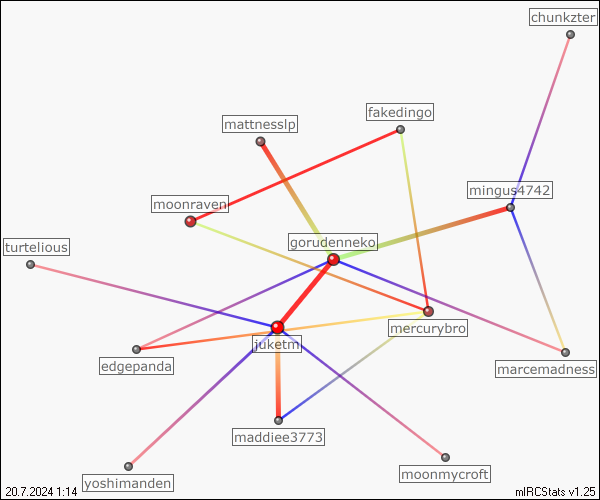 chunkzter
fakedingo
mattnesslp
mingus4742
moonraven
gorudenneko
turtelious
mercurybro
juketm
edgepanda
marcemadness
maddiee3773
moonmycroft
yoshimanden
20.7.2024 1:14
mIRCStats v1.25